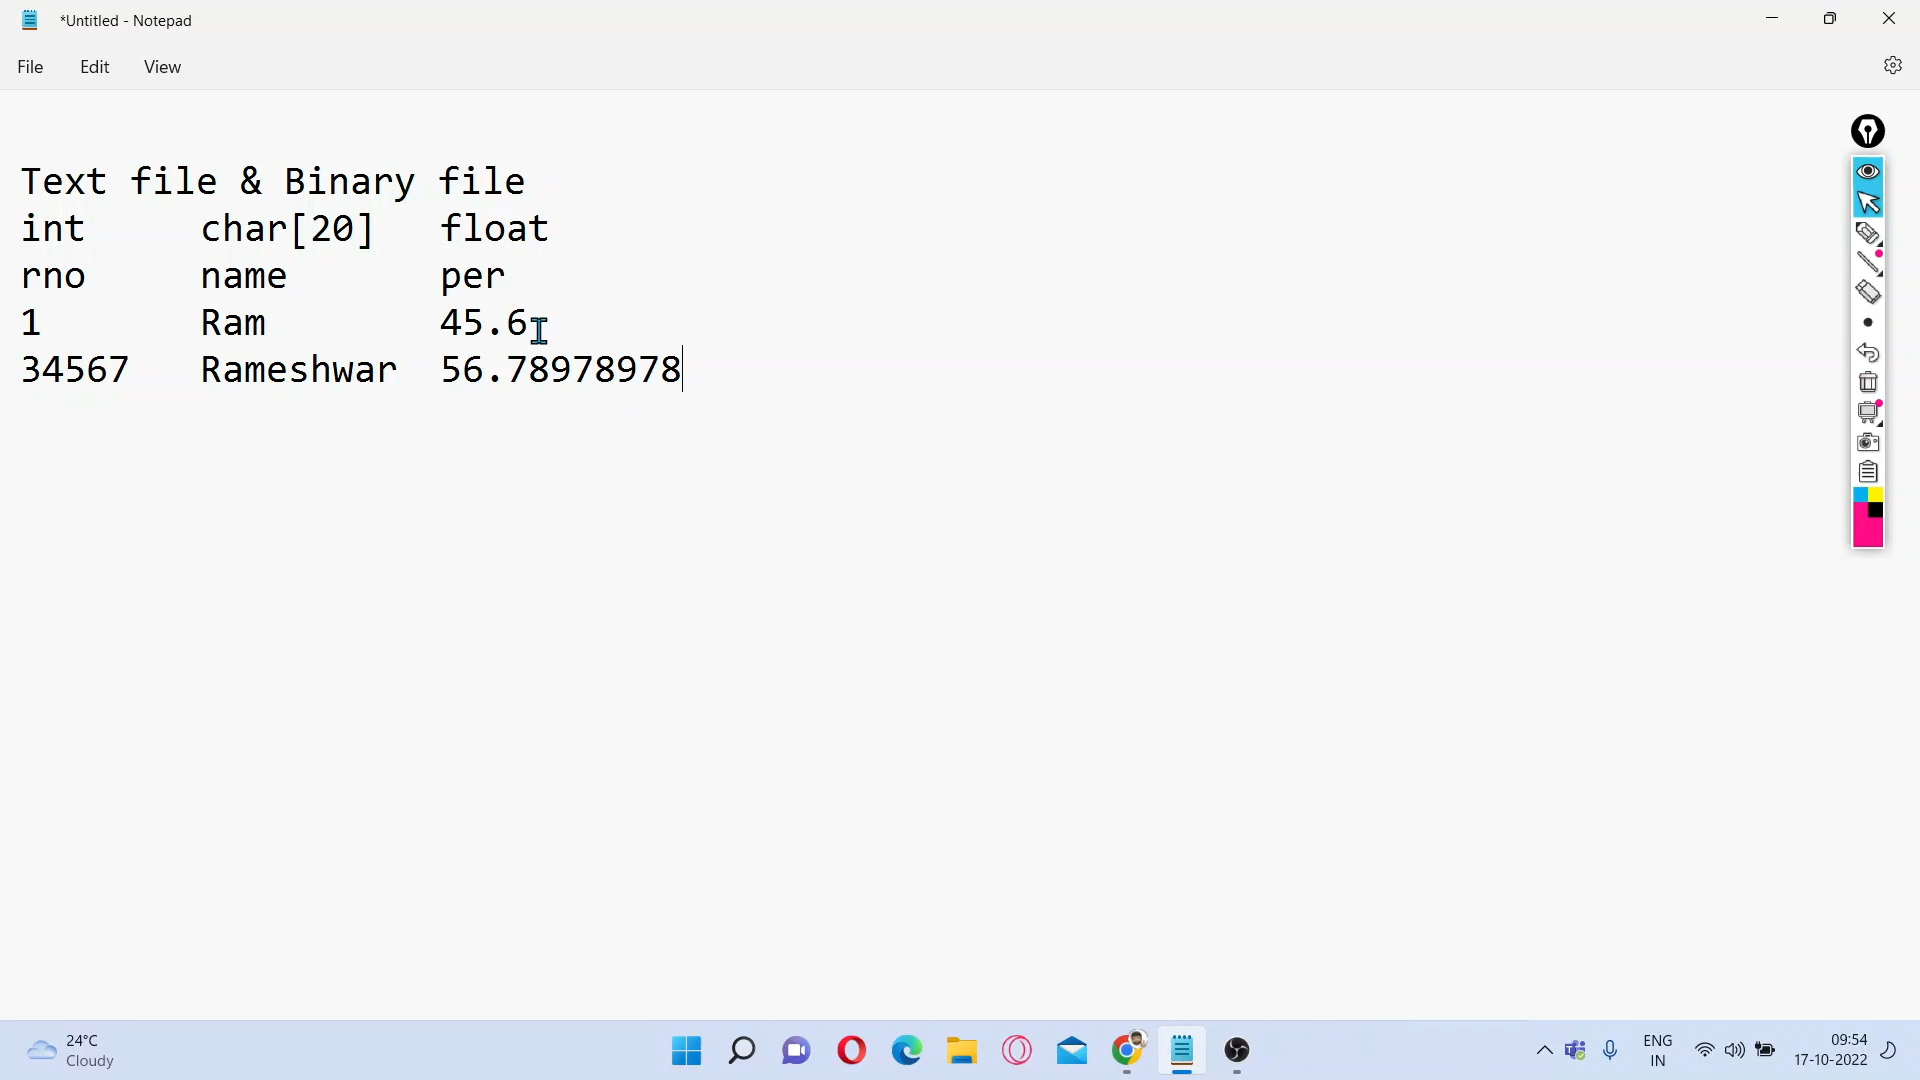 *Untitled - Notepad
File Edit View
Text file & Binary file
int char[20] float
rno name per
1 Ram 45.6
34567 Rameshwar 56.78978978
24°C
Cloudy
ENG
IN
09:54
17-10-2022